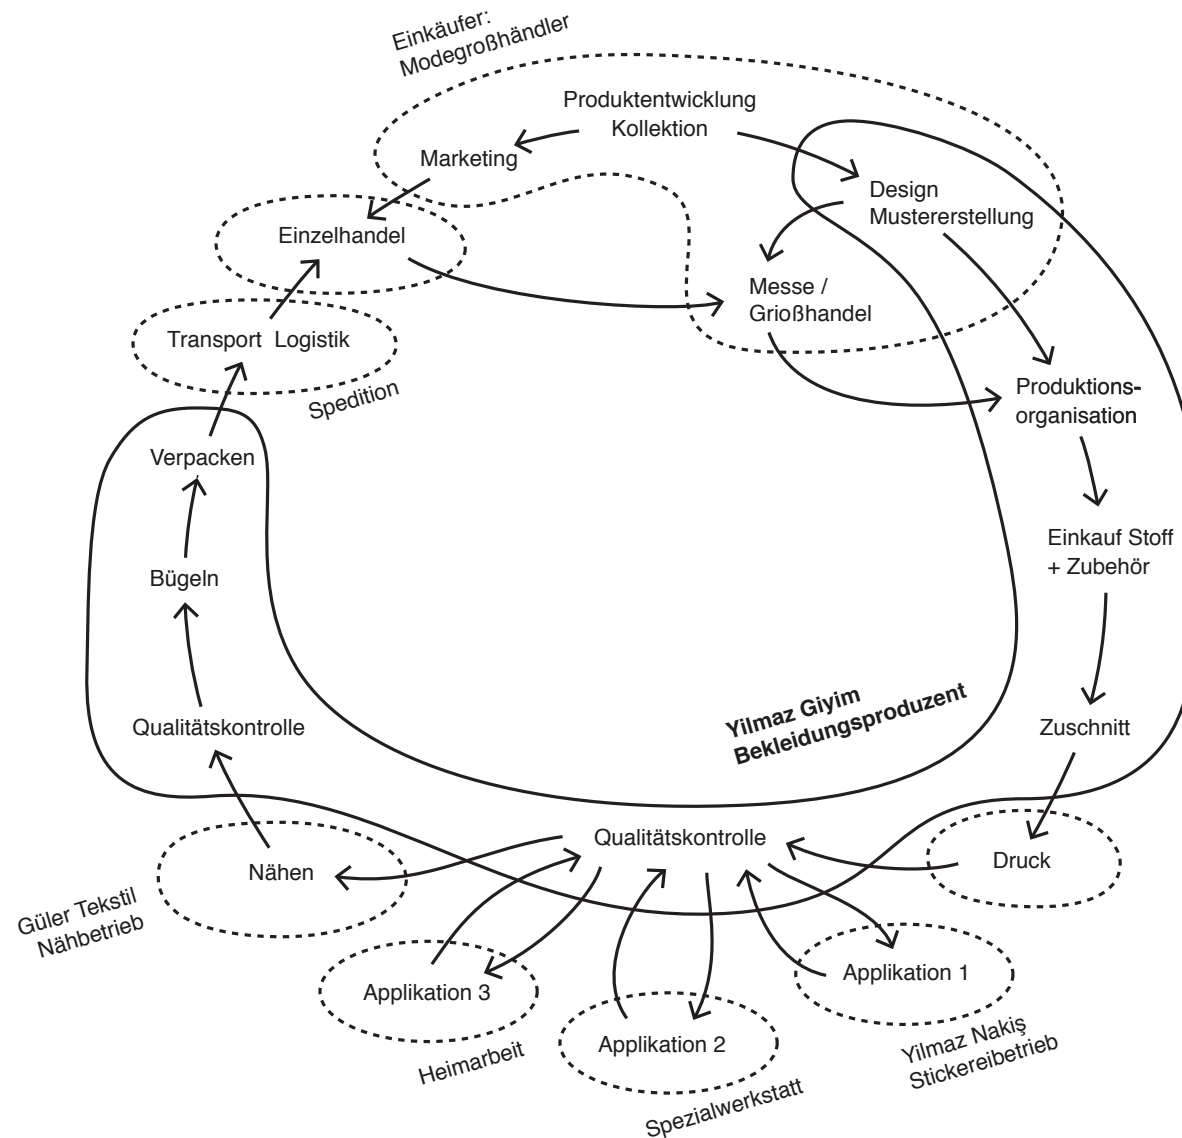 Einkäufer:
Modegroßhändler
Produktentwicklung
Kollektion
Marketing
Design
Mustererstellung
Einzelhandel
Messe /
Grioßhandel
Transport Logistik
Spedition
Produktions-
organisation
Verpacken
Einkauf Stoff
+ Zubehör
Bügeln
Yilmaz Giyim
Bekleidungsproduzent
Qualitätskontrolle
Zuschnitt
Qualitätskontrolle
Druck
Nähen
Güler Tekstil
Nähbetrieb
Applikation 3
Applikation 1
Heimarbeit
Applikation 2
Yilmaz Nakiş
Stickereibetrieb
Spezialwerkstatt